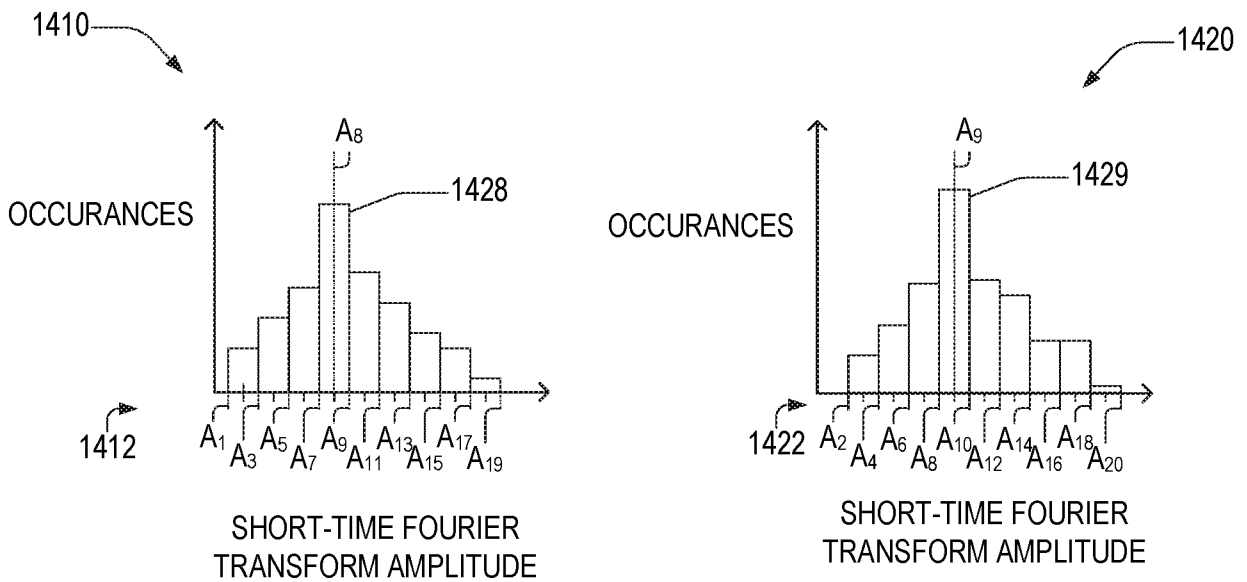 1410
1420
A8
A9
1428
1429
OCCURANCES
OCCURANCES
1412
A1 A3 A5 A7 A9 A11 A13 A15 A17 A19
1422
A2 A4 A6 A8 A10 A12 A14 A16 A18 A20
SHORT-TIME FOURIER
TRANSFORM AMPLITUDE
SHORT-TIME FOURIER
TRANSFORM AMPLITUDE